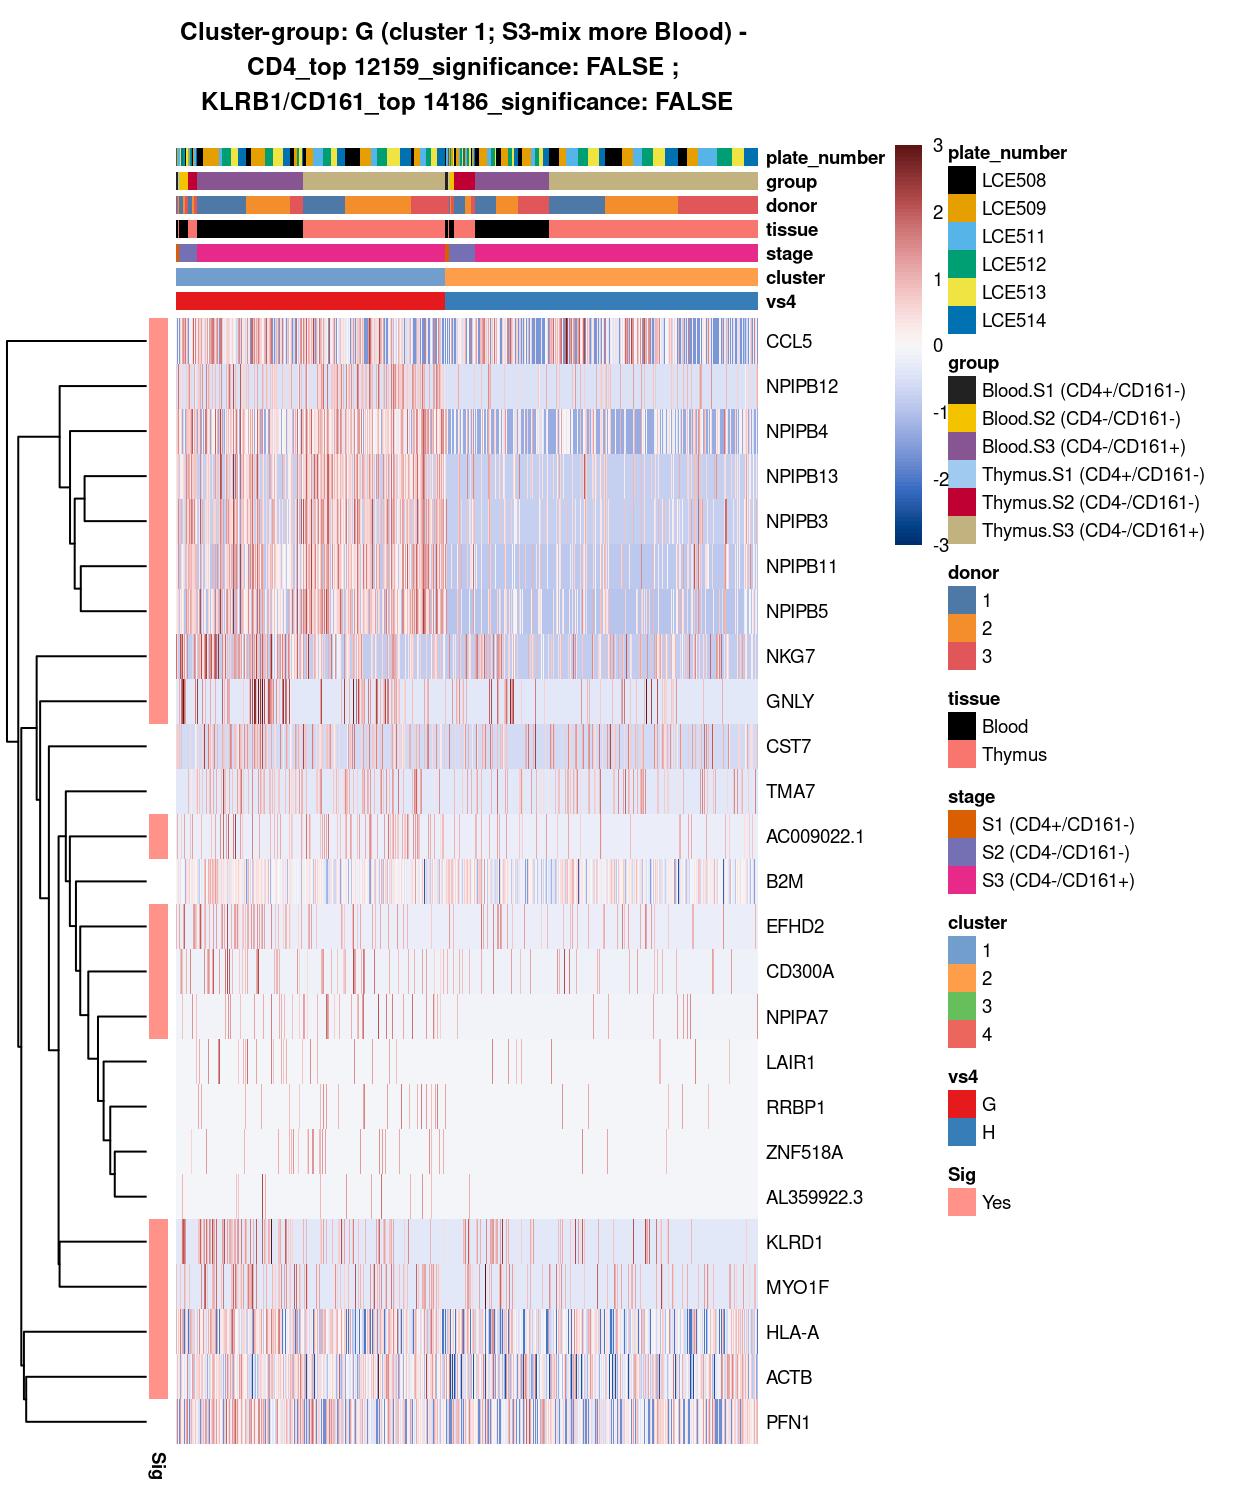 Cluster-group: G (cluster 1; S3-mix more Blood) -
CD4_top 12159_significance: FALSE ;
KLRB1/CD161_top 14186_significance: FALSE
plate_number
group
donor
tissue
stage
cluster
vs4
CCL5
NPIPB12
NPIPB4
NPIPB13
NPIPB3
NPIPB11
NPIPB5
NKG7
GNLY
CST7
TMA7
AC009022.1
B2M
EFHD2
CD300A
NPIPA7
LAIR1
RRBP1
ZNF518A
AL359922.3
KLRD1
MYO1F
HLA-A
ACTB
PFN1
Sig
3
2
1
0
-1
-2
-3
plate_number
LCE508
LCE509
LCE511
LCE512
LCE513
LCE514
group
Blood.S1 (CD4+/CD161-)
Blood.S2 (CD4-/CD161-)
Blood.S3 (CD4-/CD161+)
Thymus.S1 (CD4+/CD161-)
Thymus.S2 (CD4-/CD161-)
Thymus.S3 (CD4-/CD161+)
donor
1
2
3
tissue
Blood
Thymus
stage
S1 (CD4+/CD161-)
S2 (CD4-/CD161-)
S3 (CD4-/CD161+)
cluster
1
2
3
4
vs4
G
H
Sig
Yes